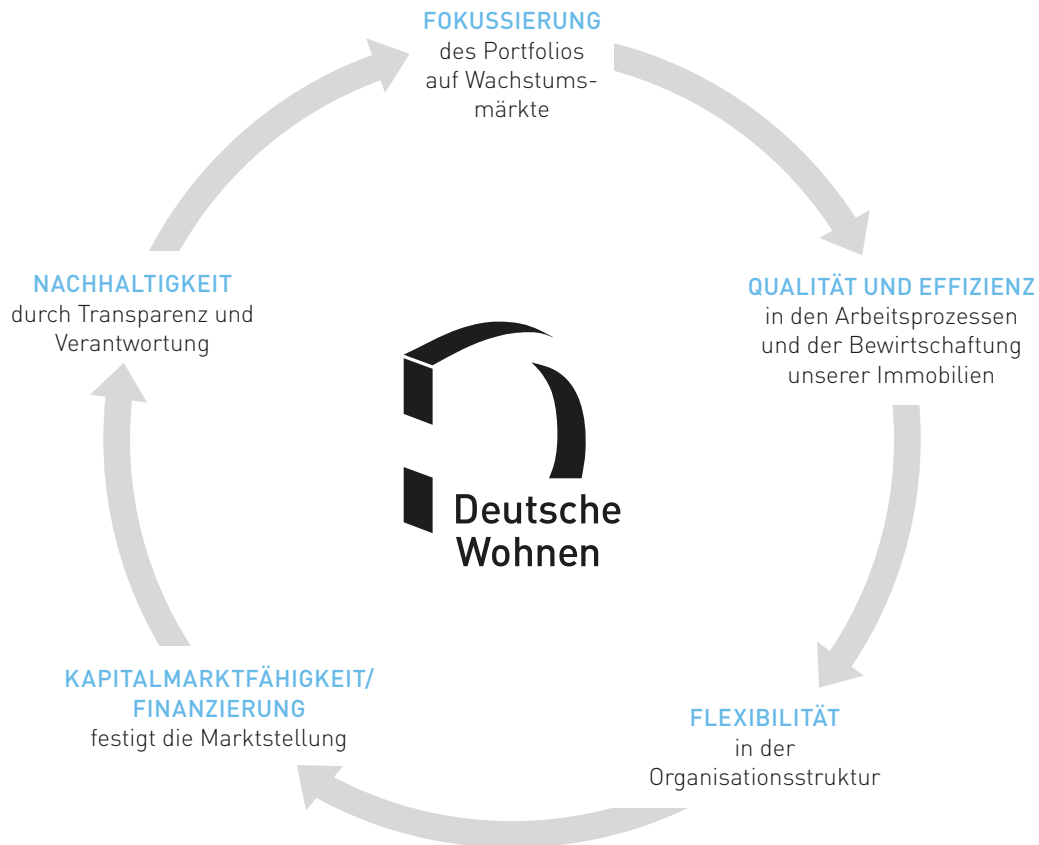 FOKUSSIERUNG
des Portfolios
auf Wachstums-
märkte
QUALITÄT UND EFFIZIENZ
in den Arbeitsprozessen
und der Bewirtschaftung
unserer Immobilien
FLEXIBILITÄT
in der
Organisationsstruktur
KAPITALMARKTFÄHIGKEIT/
FINANZIERUNG
festigt die Marktstellung
NACHHALTIGKEIT
durch Transparenz und
Verantwortung
Deutsche
Wohnen